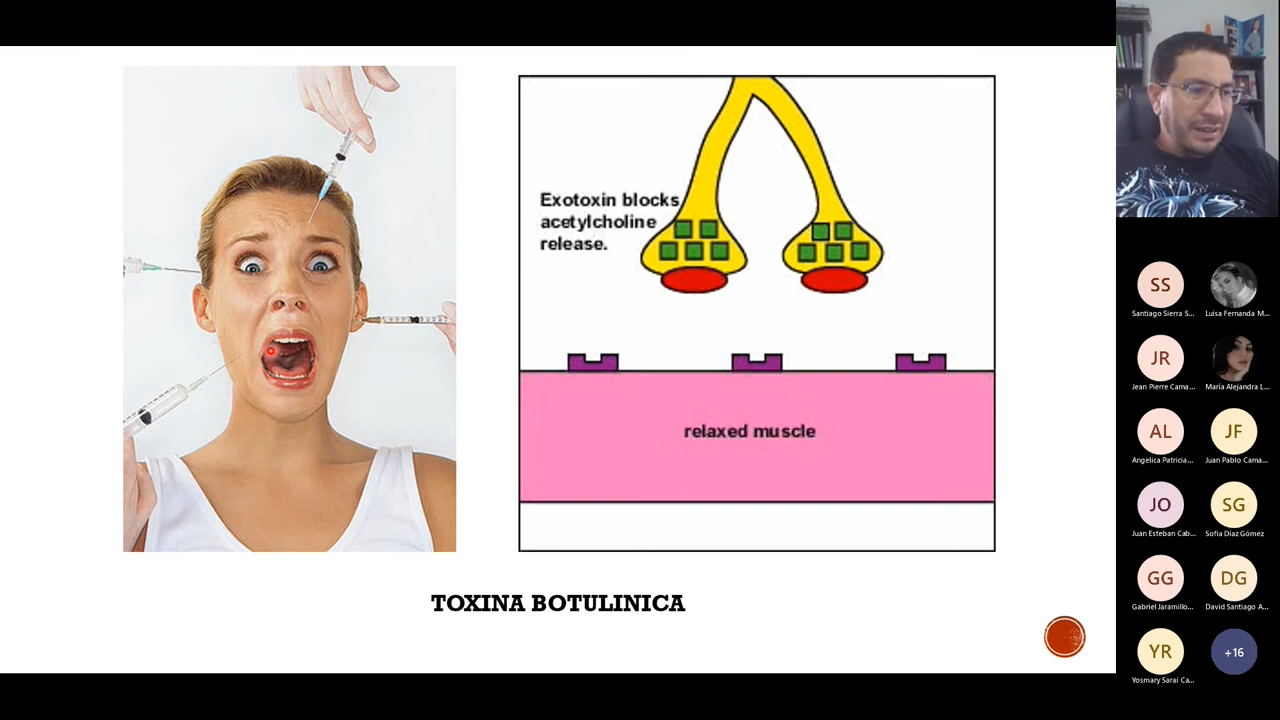 Exotoxin blocks
acetylcholine
release.
relaxed muscle
TOXINA BOTULINICA
SS
Santiago Sierra S...
Luisa Fernanda M...
JR
Jean Pierre Cama...
María Alejandra L...
AL
JF
Angelica Patricia...
Juan Pablo Cama...
JO
SG
Juan Esteban Cab...
Sofia Díaz Gómez
GG
DG
Gabriel Jaramillo...
David Santiago A...
YR
+16
Yosmary Sarai Ca...